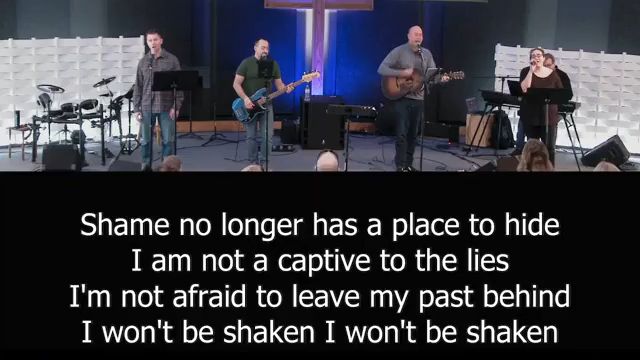 Shame no longer has a place to hide
I am not a captive to the lies
I'm not afraid to leave my past behind
I won't be shaken I won't be shaken